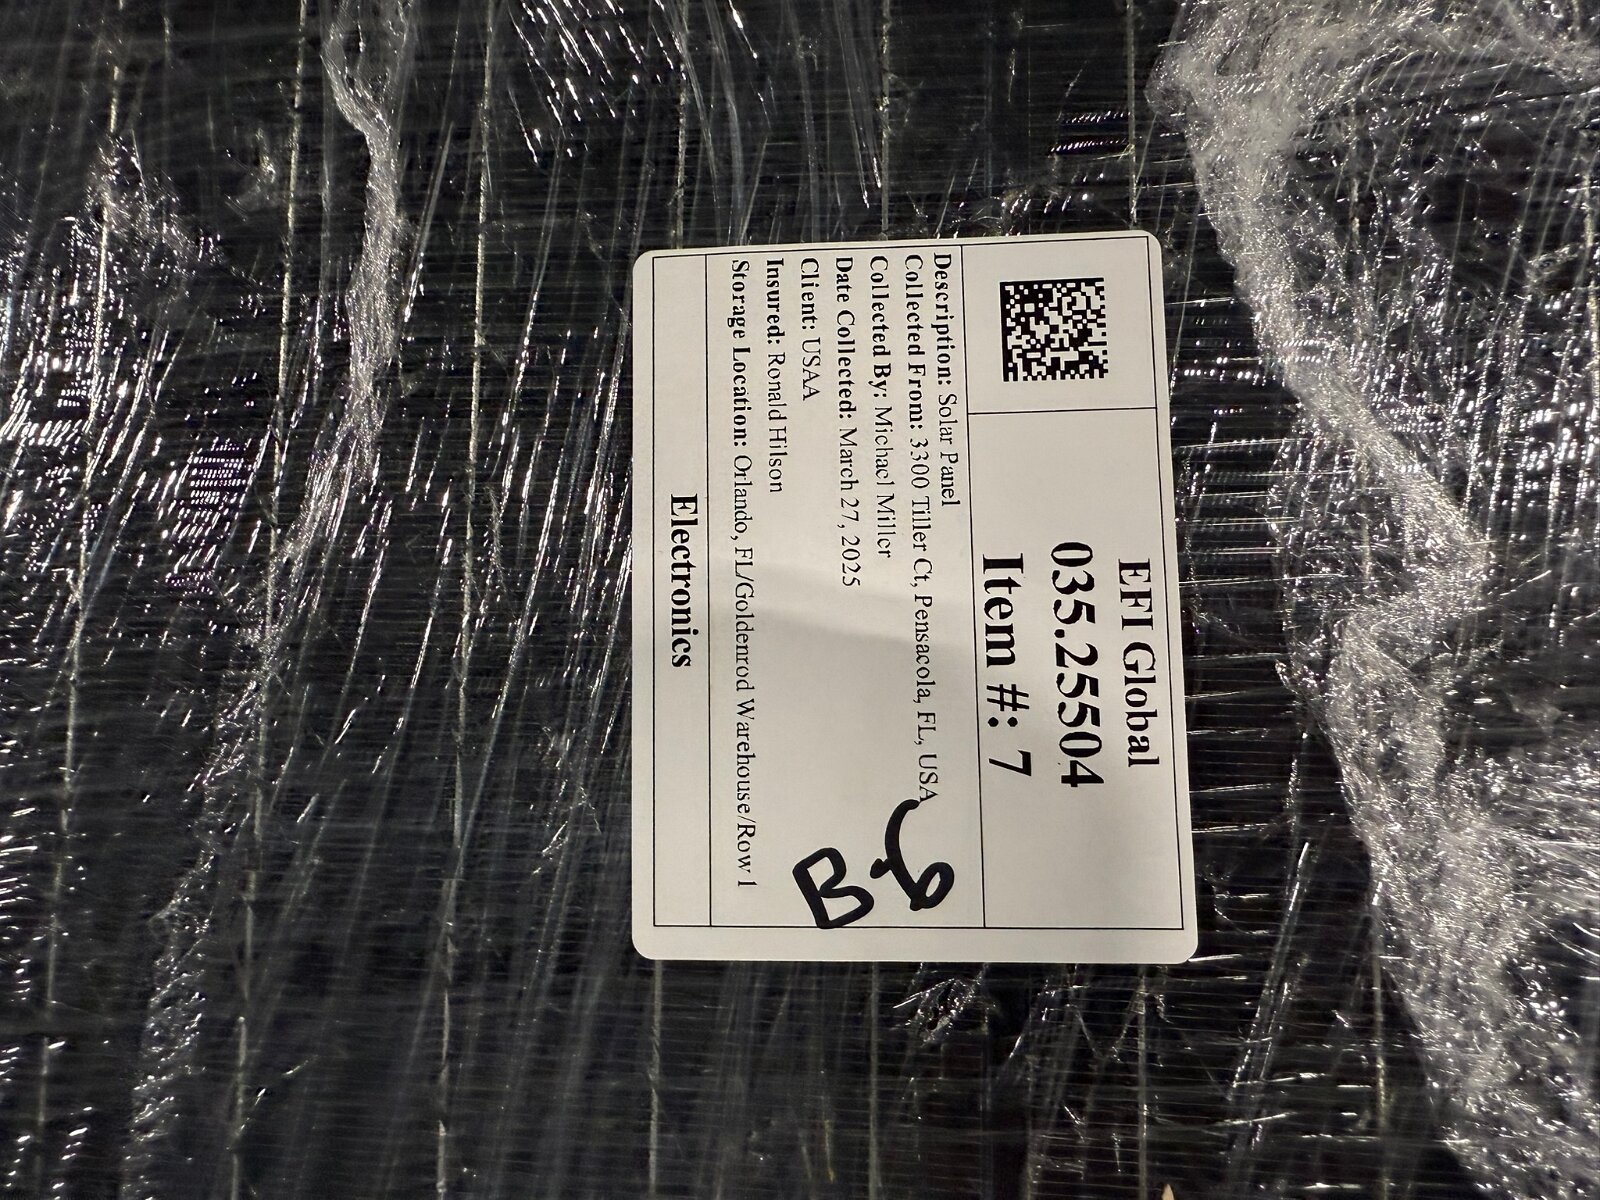 EFI Global
035.25504
Item #: 7
Description: Solar Panel
Collected From: 3300 Tiller Ct, Pensacola, FL, USA
Collected By: Michael Miller
Date Collected: March 27, 2025
Client: USAA
Insured: Ronald Hilson
Storage Location: Orlando, FL/Goldenrod Warehouse/Row 1
B-6
Electronics